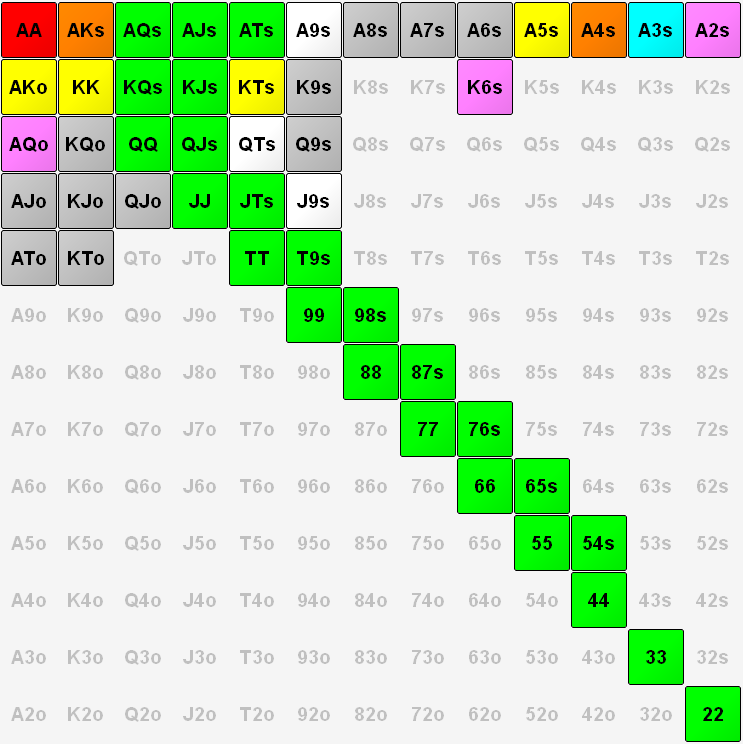 AA AKs AQs AJs ATs A9s A8s A7s A6s A5s A4s A3s A2s
AKo KK KQs KJs KTs K9s K8s K7s K6s K5s K4s K3s K2s
AQo KQo QQ QJs QTs Q9s Q8s Q7s Q6s Q5s Q4s Q3s Q2s
AJo KJo QJo JJ JTs J9s J8s J7s J6s J5s J4s J3s J2s
ATo KTo QTo JTo TT T9s T8s T7s T6s T5s T4s T3s T2s
A9o K9o Q9o J9o T9o 99 98s 97s 96s 95s 94s 93s 92s
A8o K8o Q8o J8o T8o 98o 88 87s 86s 85s 84s 83s 82s
A7o K7o Q7o J7o T7o 97o 87o 77 76s 75s 74s 73s 72s
A6o K6o Q6o J6o T6o 96o 86o 76o 66 65s 64s 63s 62s
A5o K5o Q5o J5o T5o 95o 85o 75o 65o 55 54s 53s 52s
A4o K4o Q4o J4o T4o 94o 84o 74o 64o 54o 44 43s 42s
A3o K3o Q3o J3o T3o 93o 83o 73o 63o 53o 43o 33 32s
A2o K2o Q2o J2o T2o 92o 82o 72o 62o 52o 42o 32o 22